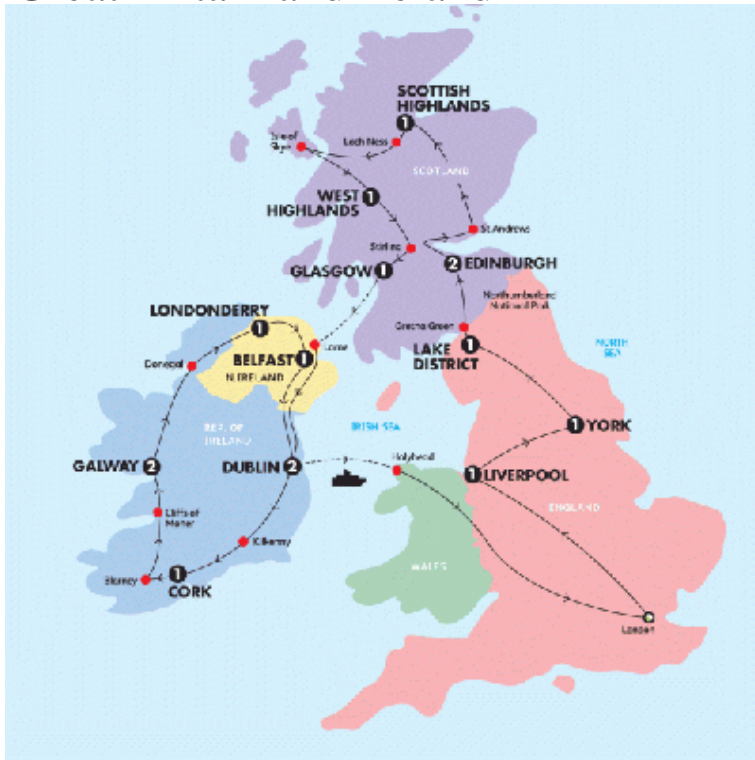 SCOTTISH
HIGHLANDS
1
Isle of
Skye
Loch Ness
SCOTLAND
WEST
HIGHLANDS
1
St Andrews
Stirling
GLASGOW
1
2
EDINBURGH
Northumberland
National Park
LONDONDERRY
1
Gretna Green
NORTH
SEA
Larne
LAKE
DISTRICT
1
Donegal
BELFAST
1
N IRELAND
REP. OF
IRELAND
IRISH SEA
1
YORK
GALWAY
2
DUBLIN
2
Holyhead
1
LIVERPOOL
ENGLAND
Cliffs of
Moher
Kilkenny
WALES
Blarney
1
CORK
London